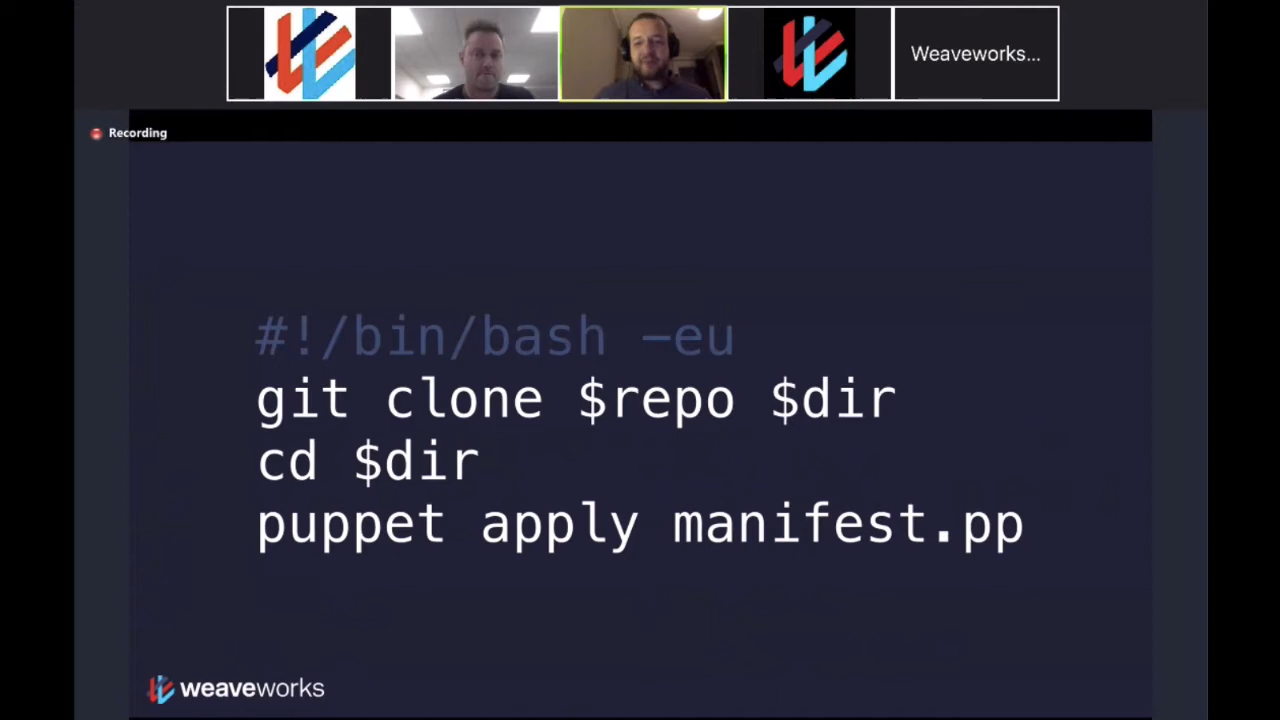 Weaveworks...
Recording
#!/bin/bash -eu
git clone $repo $dir
cd $dir
puppet apply manifest.pp
weaveworks